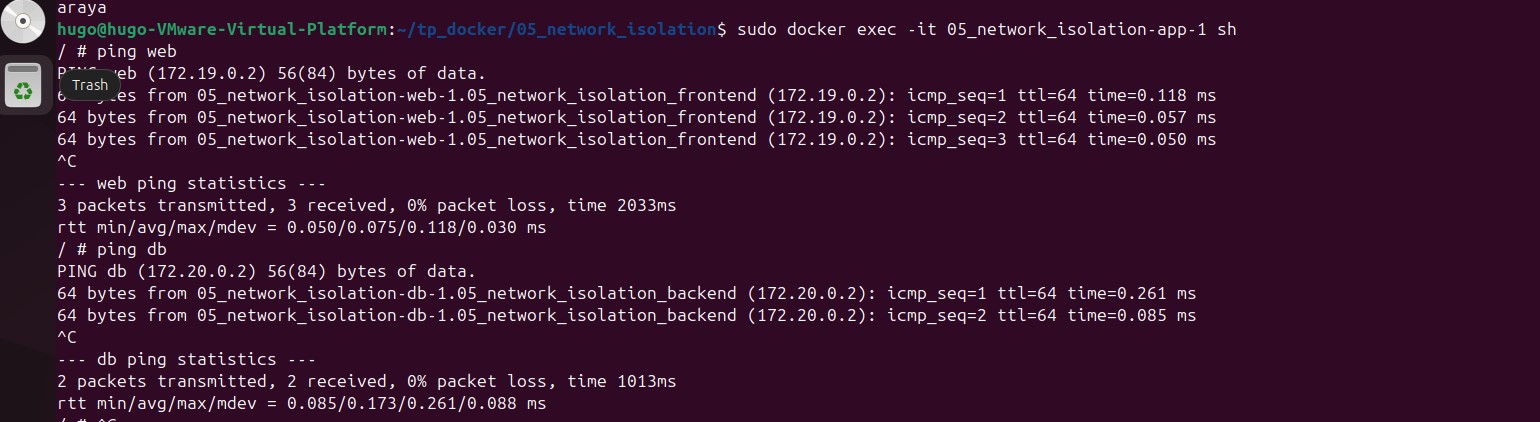 araya
hugo@hugo-VMware-Virtual-Platform:~/tp_docker/05_network_isolation$ sudo docker exec -it 05_network_isolation-app-1 sh
/ # ping web
PING web (172.19.0.2) 56(84) bytes of data.
Trash
bytes from 05_network_isolation-web-1.05_network_isolation_frontend (172.19.0.2): icmp_seq=1 ttl=64 time=0.118 ms
64 bytes from 05_network_isolation-web-1.05_network_isolation_frontend (172.19.0.2): icmp_seq=2 ttl=64 time=0.057 ms
64 bytes from 05_network_isolation-web-1.05_network_isolation_frontend (172.19.0.2): icmp_seq=3 ttl=64 time=0.050 ms
^C
--- web ping statistics ---
3 packets transmitted, 3 received, 0% packet loss, time 2033ms
rtt min/avg/max/mdev = 0.050/0.075/0.118/0.030 ms
/ # ping db
PING db (172.20.0.2) 56(84) bytes of data.
64 bytes from 05_network_isolation-db-1.05_network_isolation_backend (172.20.0.2): icmp_seq=1 ttl=64 time=0.261 ms
64 bytes from 05_network_isolation-db-1.05_network_isolation_backend (172.20.0.2): icmp_seq=2 ttl=64 time=0.085 ms
^C
--- db ping statistics ---
2 packets transmitted, 2 received, 0% packet loss, time 1013ms
rtt min/avg/max/mdev = 0.085/0.173/0.261/0.088 ms